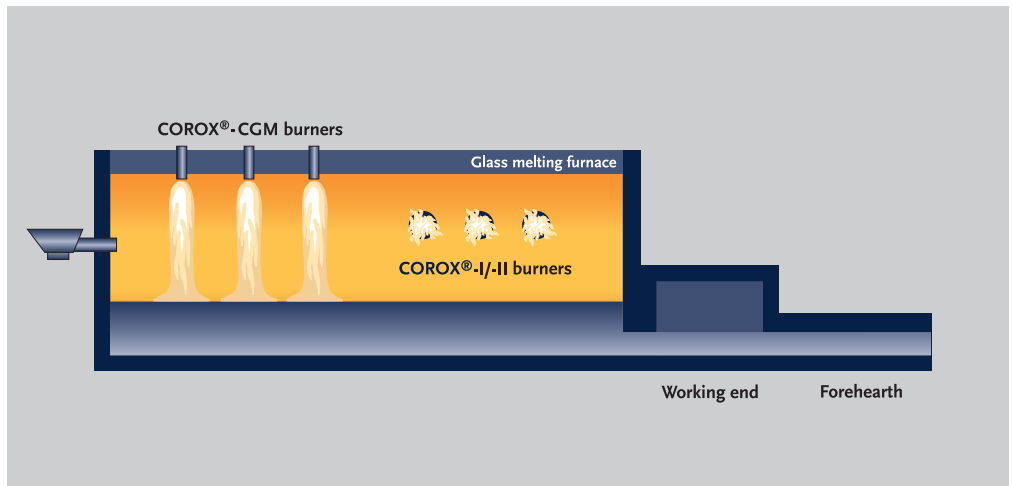 COROX®-CGM burners
Glass melting furnace
COROX®-I/-II burners
Working end
Forehearth